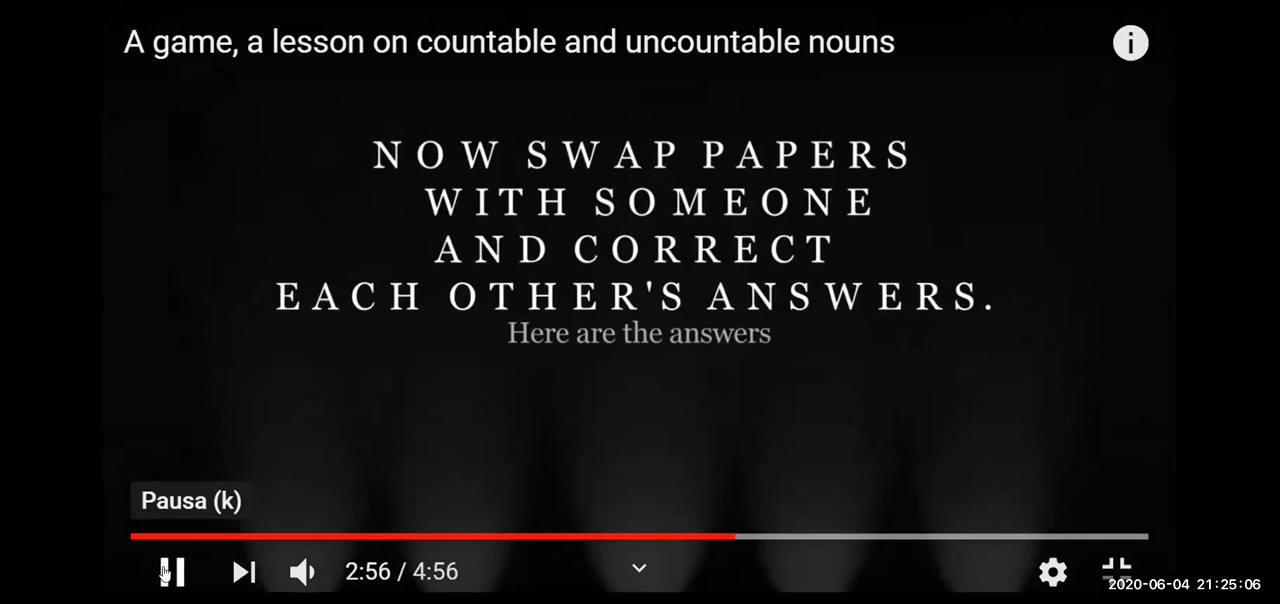 A game, a lesson on countable and uncountable nouns
i
NOW SWAP PAPERS
WITH SOMEONE
AND CORRECT
EACH OTHER'S ANSWERS.
Here are the answers
Pausa (k)
2:56 / 4:56
2020-06-04 21:25:06